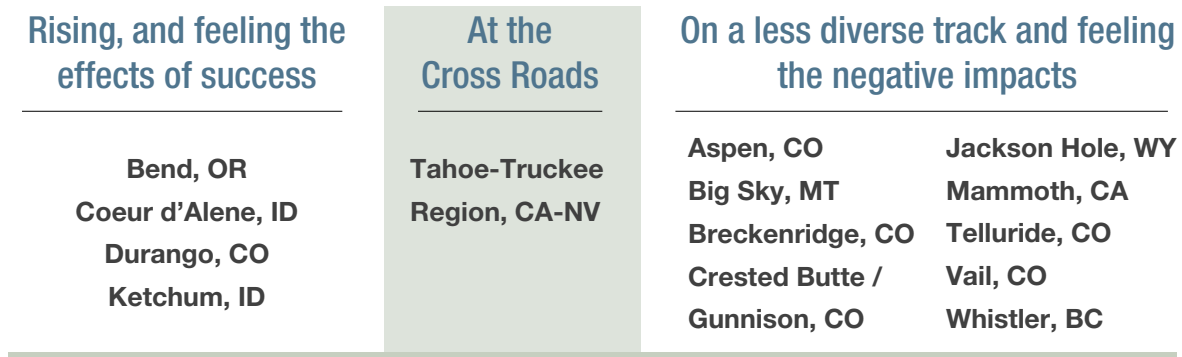 Rising, and feeling the
effects of success
Bend, OR
Coeur d’Alene, ID
Durango, CO
Ketchum, ID
At the
Cross Roads
Tahoe-Truckee
Region, CA-NV
On a less diverse track and feeling
the negative impacts
Aspen, CO
Big Sky, MT
Breckenridge, CO
Crested Butte /
Gunnison, CO
Jackson Hole, WY
Mammoth, CA
Telluride, CO
Vail, CO
Whistler, BC